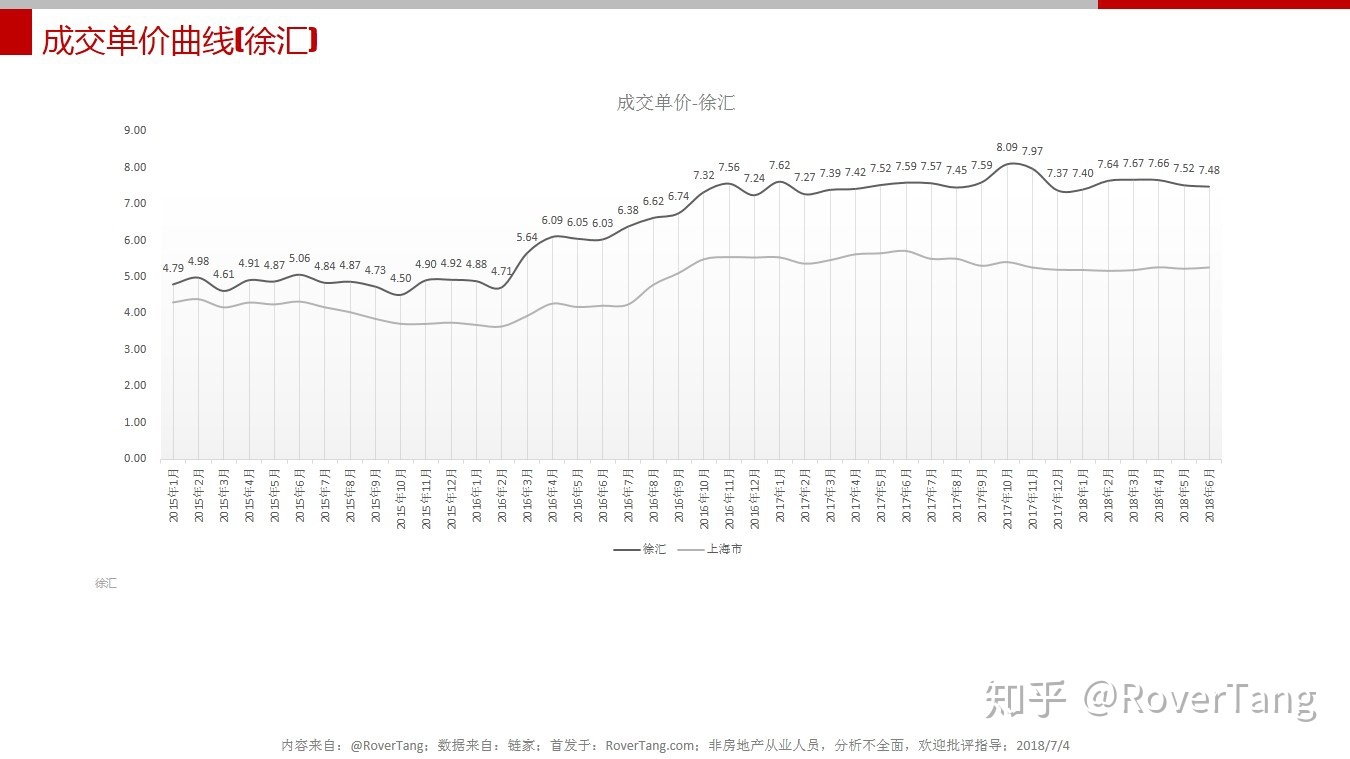 成交单价曲线(徐汇)
成交单价-徐汇
9.00
8.00
7.00
6.00
5.00
4.00
3.00
2.00
1.00
0.00
4.79 4.98 4.61 4.91 4.87 5.06 4.84 4.87 4.73 4.50 4.90 4.92 4.88 4.71 5.64 6.09 6.05 6.03 6.38 6.62 6.74 7.32 7.56 7.24 7.62 7.27 7.39 7.42 7.52 7.59 7.57 7.45 7.59 8.09 7.97 7.37 7.40 7.64 7.67 7.66 7.52 7.48
2015年1月
2015年2月
2015年3月
2015年4月
2015年5月
2015年6月
2015年7月
2015年8月
2015年9月
2015年10月
2015年11月
2015年12月
2016年1月
2016年2月
2016年3月
2016年4月
2016年5月
2016年6月
2016年7月
2016年8月
2016年9月
2016年10月
2016年11月
2016年12月
2017年1月
2017年2月
2017年3月
2017年4月
2017年5月
2017年6月
2017年7月
2017年8月
2017年9月
2017年10月
2017年11月
2017年12月
2018年1月
2018年2月
2018年3月
2018年4月
2018年5月
2018年6月
徐汇 上海市
徐汇
知乎 @RoverTang
内容来自：@RoverTang；数据来自：链家；首发于：RoverTang.com；非房地产从业人员，分析不全面，欢迎批评指导；2018/7/4